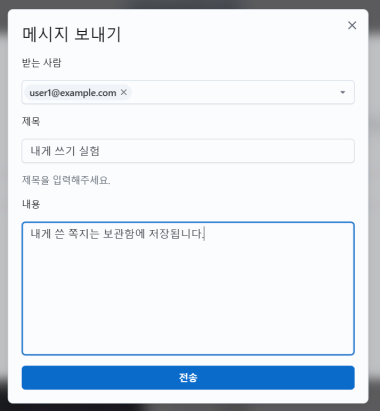 메시지 보내기
받는 사람
user1@example.com
제목
내게 쓰기 실험
제목을 입력해주세요.
내용
내게 쓴 쪽지는 보관함에 저장됩니다.
전송